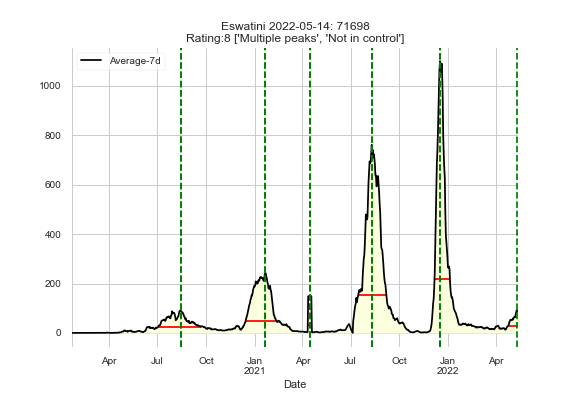 Eswatini 2022-05-14: 71698
Rating:8 ['Multiple peaks', 'Not in control']
Average-7d
1000
800
600
400
200
0
Apr Jul Oct Jan Apr Jul Oct Jan Apr
2021 2022
Date